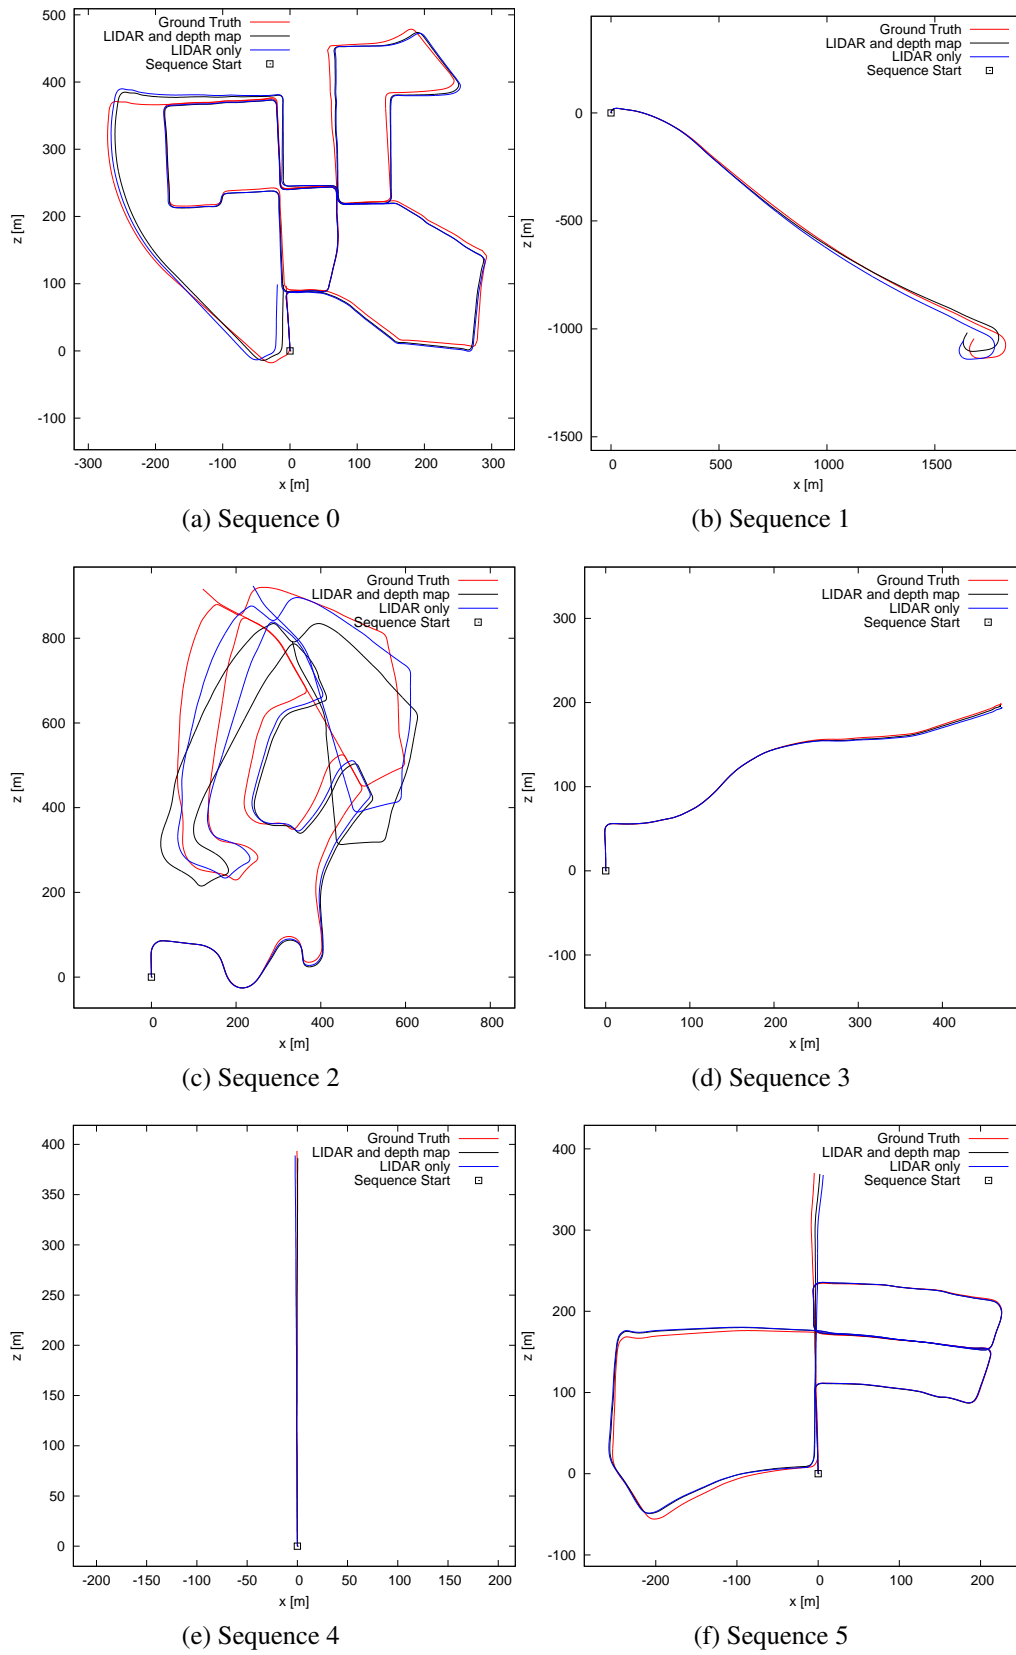 Ground Truth
LIDAR and depth map
LIDAR only
Sequence Start
500
400
300
200
100
0
-100
z [m]
-300 -200 -100 0 100 200 300
x [m]
(a) Sequence 0
Ground Truth
LIDAR and depth map
LIDAR only
Sequence Start
0
-500
-1000
-1500
z [m]
0 500 1000 1500
x [m]
(b) Sequence 1
Ground Truth
LIDAR and depth map
LIDAR only
Sequence Start
800
600
400
200
0
z [m]
0 200 400 600 800
x [m]
(c) Sequence 2
Ground Truth
LIDAR and depth map
LIDAR only
Sequence Start
300
200
100
0
-100
z [m]
0 100 200 300 400
x [m]
(d) Sequence 3
Ground Truth
LIDAR and depth map
LIDAR only
Sequence Start
400
350
300
250
200
150
100
50
0
z [m]
-200 -150 -100 -50 0 50 100 150 200
x [m]
(e) Sequence 4
Ground Truth
LIDAR and depth map
LIDAR only
Sequence Start
400
300
200
100
0
-100
z [m]
-200 -100 0 100 200
x [m]
(f) Sequence 5